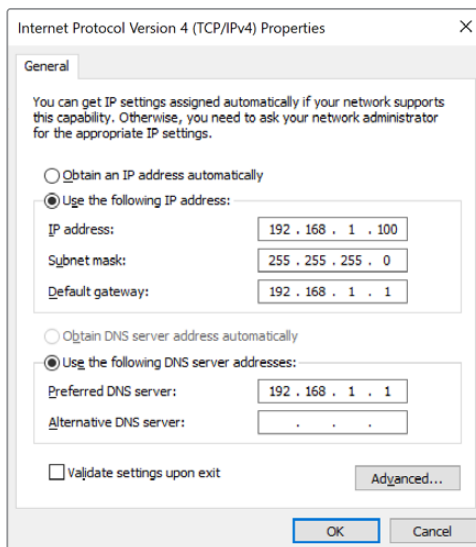 Internet Protocol Version 4 (TCP/IPv4) Properties
General
You can get IP settings assigned automatically if your network supports
this capability. Otherwise, you need to ask your network administrator
for the appropriate IP settings.
Obtain an IP address automatically
Use the following IP address:
IP address: 192 . 168 . 1 . 100
Subnet mask: 255 . 255 . 255 . 0
Default gateway: 192 . 168 . 1 . 1
Obtain DNS server address automatically
Use the following DNS server addresses:
Preferred DNS server: 192 . 168 . 1 . 1
Alternative DNS server: . . .
Validate settings upon exit
Advanced...
OK Cancel